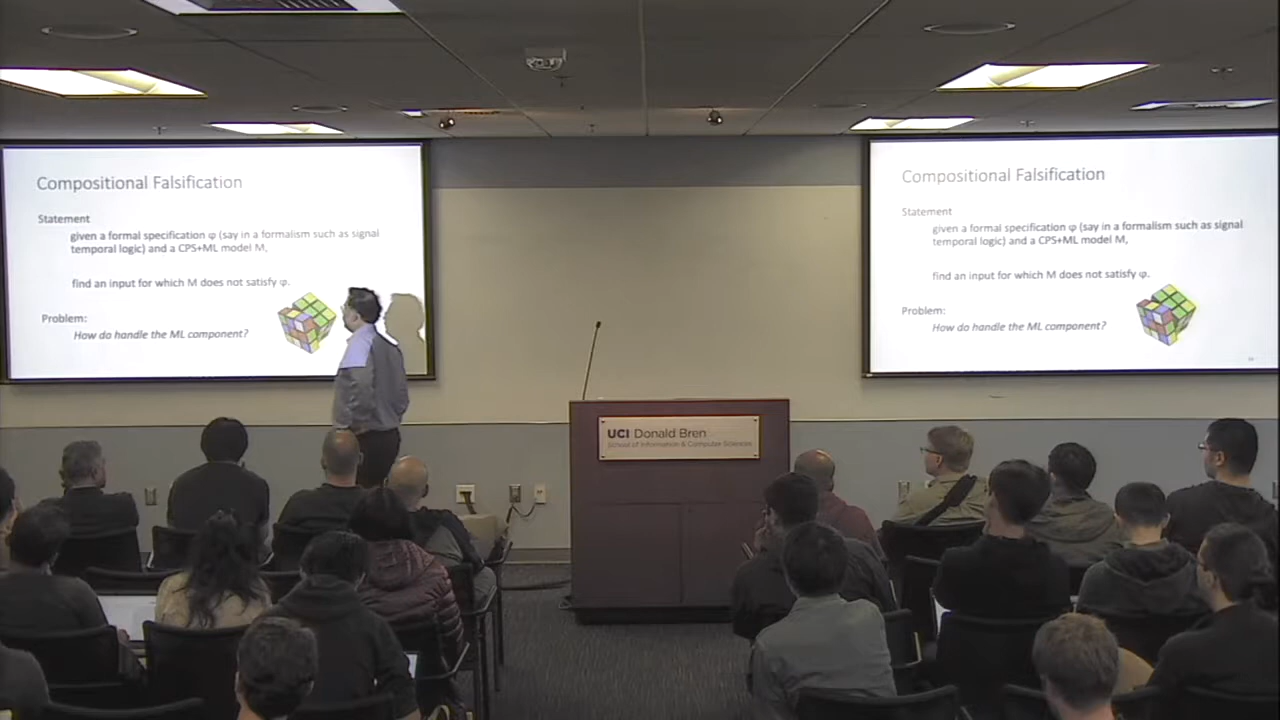 Compositional Falsification
Statement
given a formal specification φ (say in a formalism such as signal
temporal logic) and a CPS+ML model M,
find an input for which M does not satisfy φ.
Problem:
How do handle the ML component?
Compositional Falsification
Statement
given a formal specification φ (say in a formalism such as signal
temporal logic) and a CPS+ML model M,
find an input for which M does not satisfy φ.
Problem:
How do handle the ML component?
UCI Donald Bren
School of Information & Computer Sciences